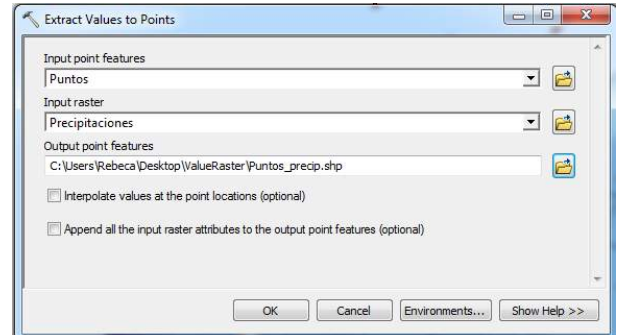 Extract Values to Points
Input point features
Puntos
Input raster
Precipitaciones
Output point features
C:\Users\Rebeca\Desktop\ValueRaster\Puntos_precip.shp
Interpolate values at the point locations (optional)
Append all the input raster attributes to the output point features (optional)
OK Cancel Environments... Show Help >>